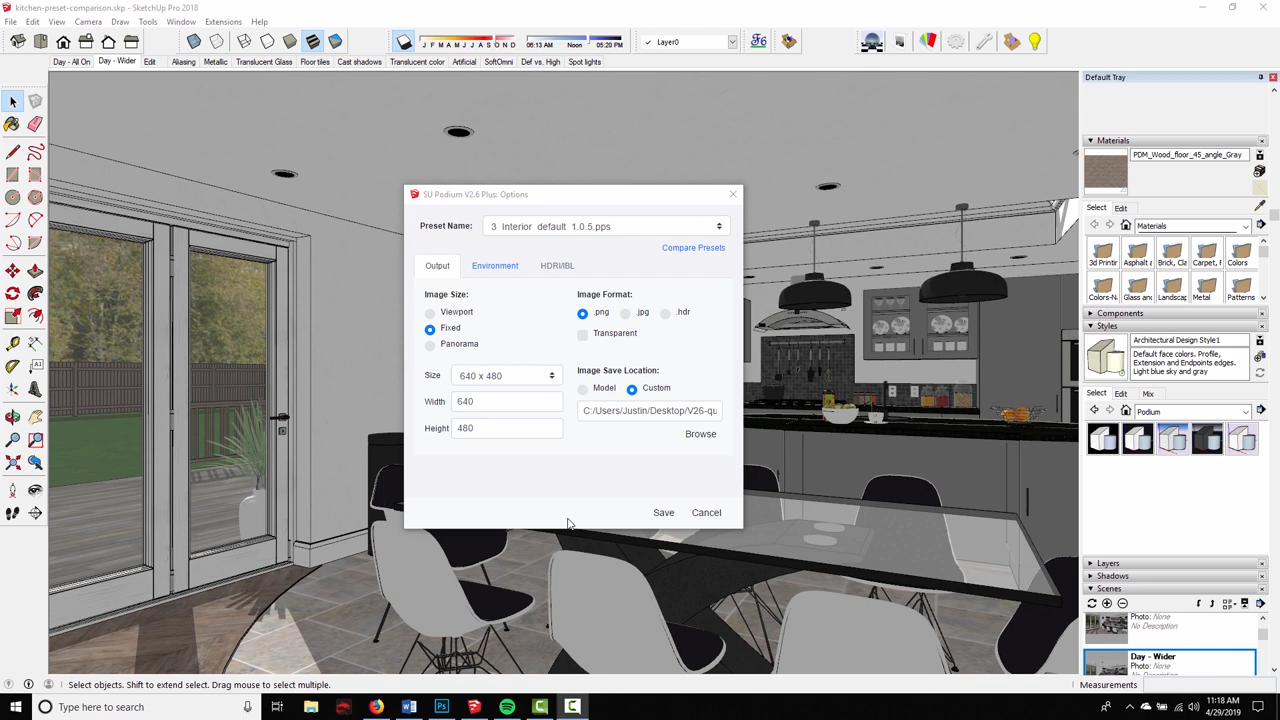 kitchen-preset-comparison.skp - SketchUp Pro 2018
File Edit View Camera Draw Tools Window Extensions Help
J F M A M J J A S O N D
06:13 AM Noon 05:20 PM
Layer0
Day - All On Day - Wider Edit Aliasing Metallic Translucent Glass Floor tiles Cast shadows Translucent color Artificial SoftOmni Def vs. High Spot lights
Default Tray
Materials
PDM_Wood_floor_45_angle_Gray
Select Edit
Materials
3d Printir Asphalt a Brick, Cla Carpet, F Colors
Colors-N Glass anc Landscap Metal Patterns
Components
Styles
Architectural Design Style1
Default face colors. Profile,
Extension and Endpoints edges.
Light blue sky and gray
Select Edit Mix
Podium
Layers
Shadows
Scenes
Photo: None
No Description
Day - Wider
Photo: None
No Description
SU Podium V2.6 Plus: Options
Preset Name: 3 Interior default 1.0.5.pps
Compare Presets
Output Environment HDRI/IBL
Image Size:
Viewport
Fixed
Panorama
Size 640 x 480
Width 640
Height 480
Image Format:
.png .jpg .hdr
Transparent
Image Save Location:
Model Custom
C:/Users/Justin/Desktop/V26-qu
Browse
Save Cancel
A1
Select objects. Shift to extend select. Drag mouse to select multiple.
Measurements
Type here to search
11:18 AM
4/29/2019